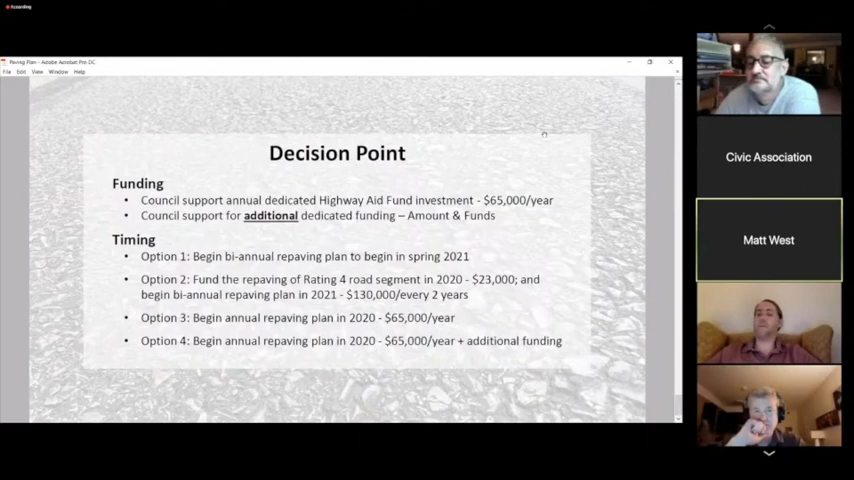 Recording
Paving Plan - Adobe Acrobat Pro DC
File Edit View Window Help
Decision Point
Funding
• Council support annual dedicated Highway Aid Fund investment - $65,000/year
• Council support for additional dedicated funding – Amount & Funds
Timing
• Option 1: Begin bi-annual repaving plan to begin in spring 2021
• Option 2: Fund the repaving of Rating 4 road segment in 2020 - $23,000; and
begin bi-annual repaving plan in 2021 - $130,000/every 2 years
• Option 3: Begin annual repaving plan in 2020 - $65,000/year
• Option 4: Begin annual repaving plan in 2020 - $65,000/year + additional funding
Civic Association
Matt West